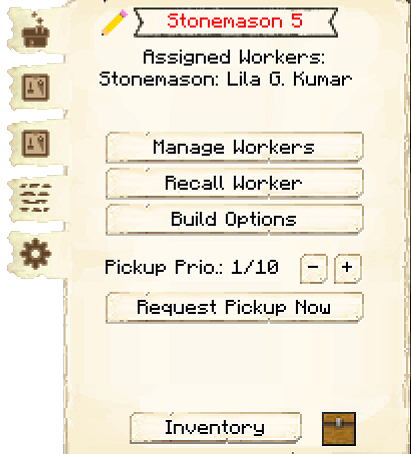 Stonemason 5
Assigned Workers:
Stonemason: Lila G. Kumar
Manage Workers
Recall Worker
Build Options
Pickup Prio.: 1/10 - +
Request Pickup Now
Inventory